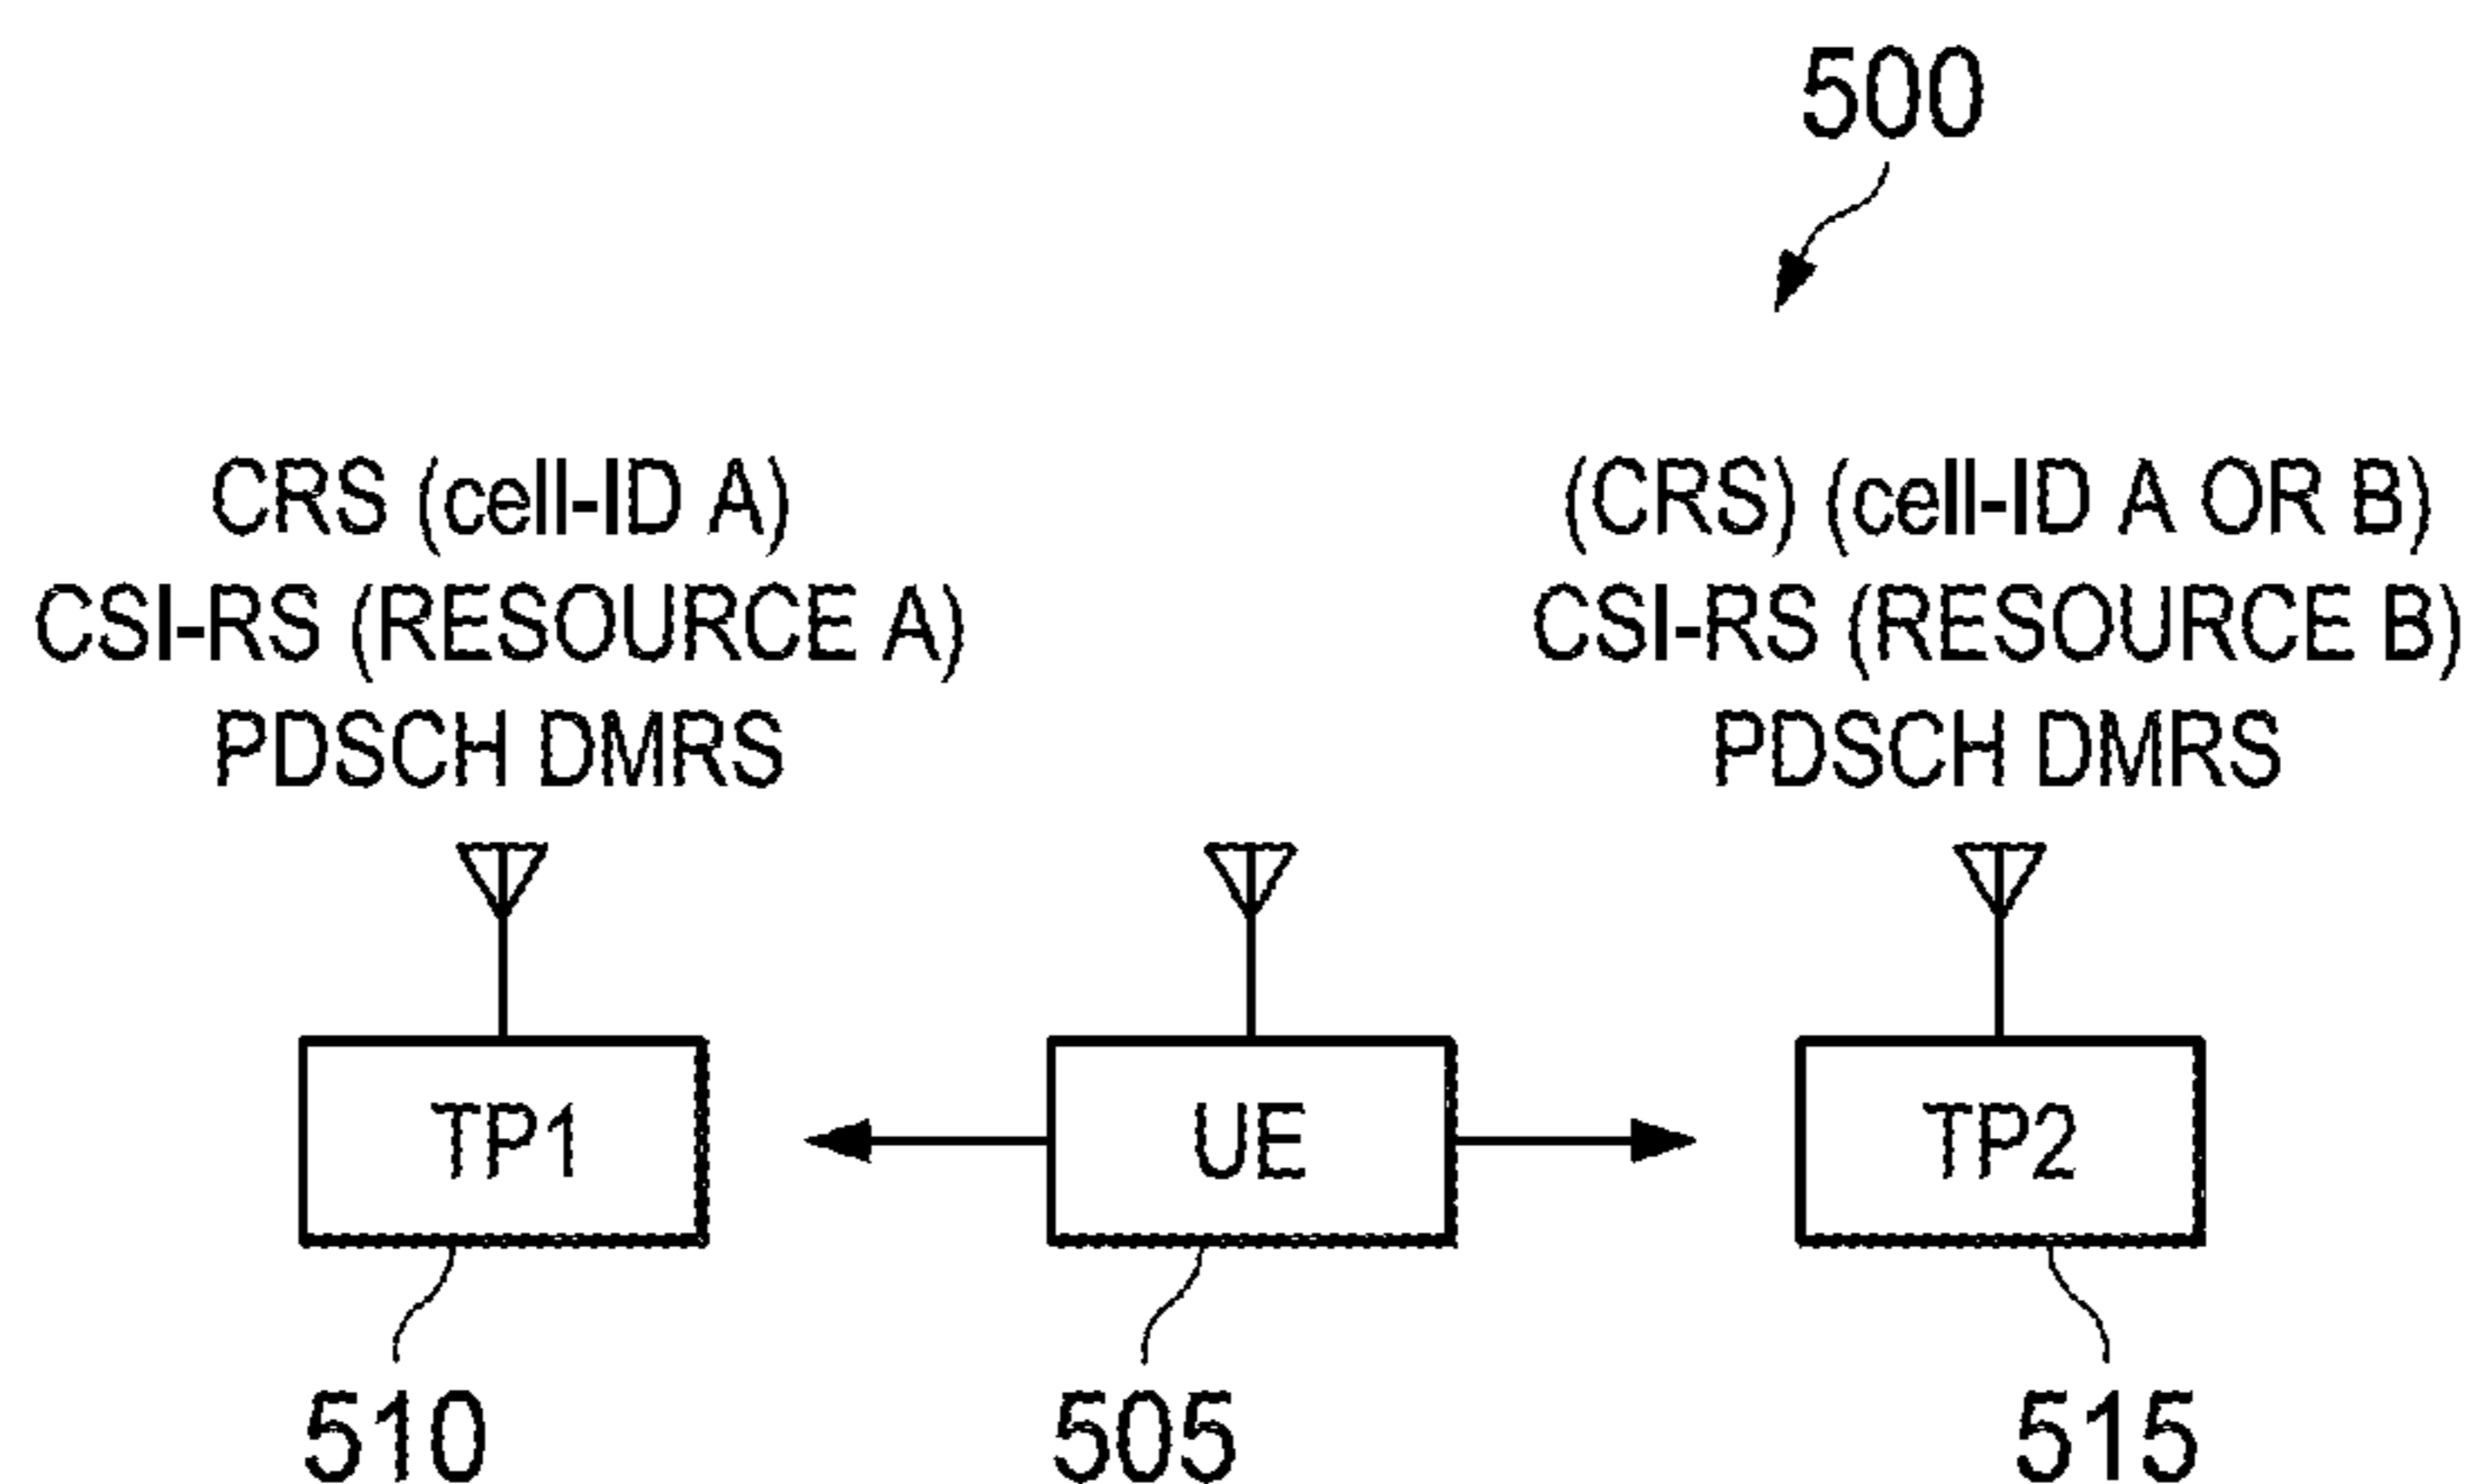 500
CRS (cell-ID A)
CSI-RS (RESOURCE A)
PDSCH DMRS
(CRS) (cell-ID A OR B)
CSI-RS (RESOURCE B)
PDSCH DMRS
TP1
UE
TP2
510
505
515